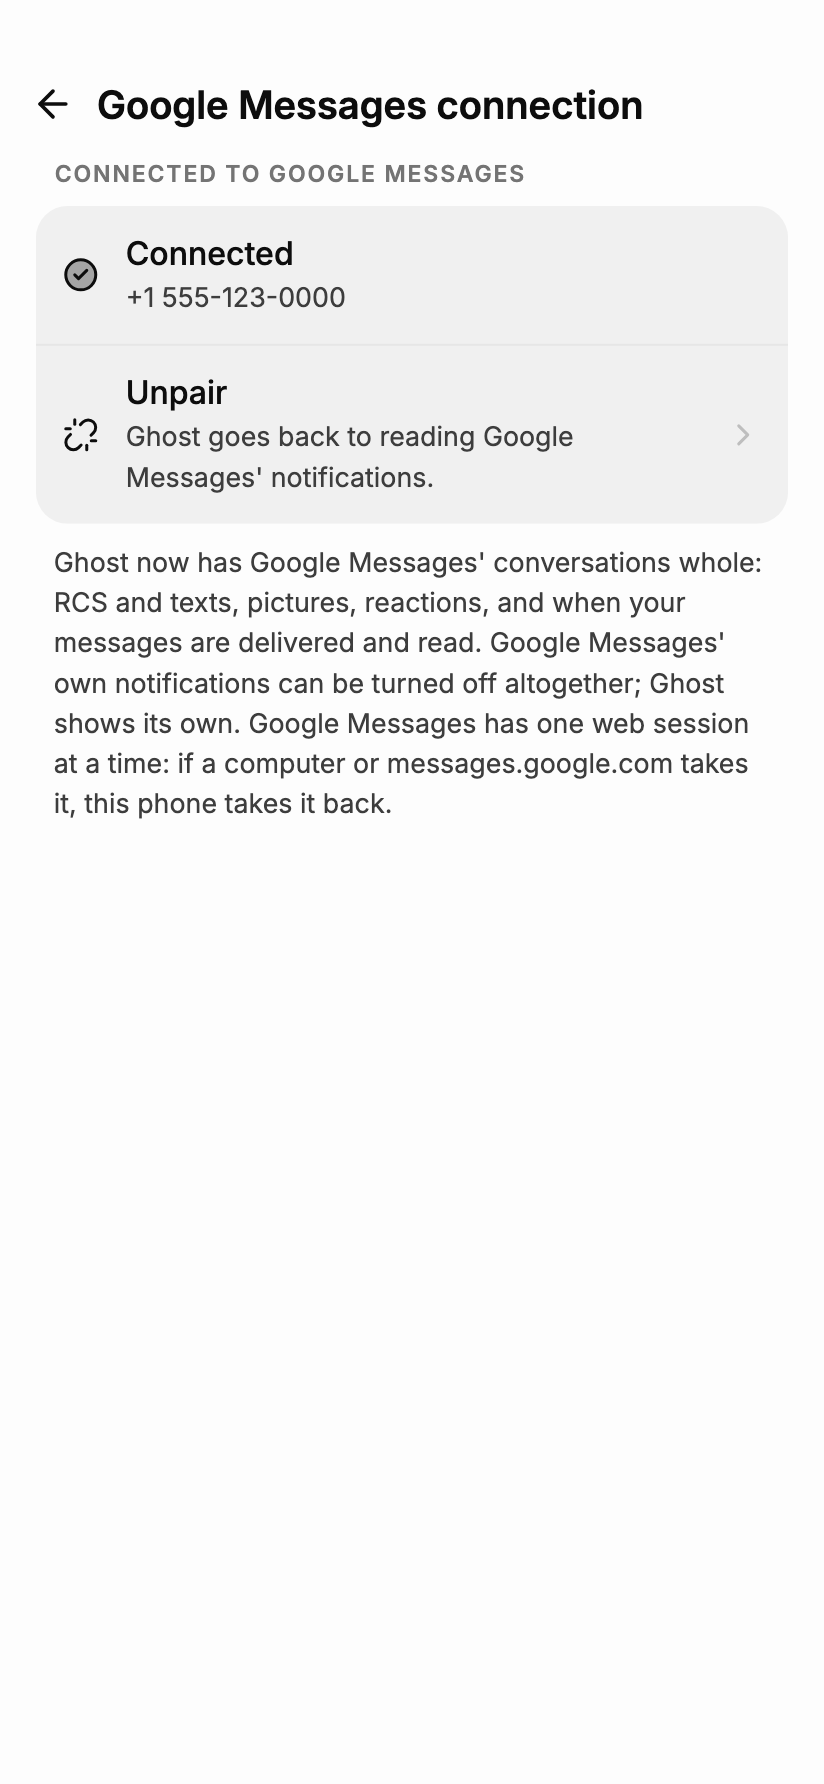 Google Messages connection
CONNECTED TO GOOGLE MESSAGES
Connected
+1 555-123-0000
Unpair
Ghost goes back to reading Google
Messages' notifications.
Ghost now has Google Messages' conversations whole:
RCS and texts, pictures, reactions, and when your
messages are delivered and read. Google Messages'
own notifications can be turned off altogether; Ghost
shows its own. Google Messages has one web session
at a time: if a computer or messages.google.com takes
it, this phone takes it back.